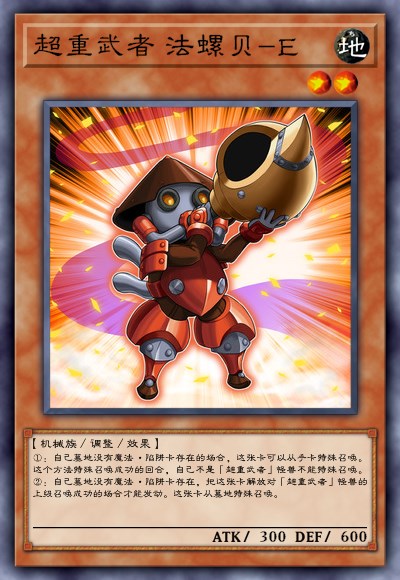 超重武者 法螺贝-E
地
【机械族／调整／效果】
①：自己墓地没有魔法·陷阱卡存在的场合，这张卡可以从手卡特殊召唤。
这个方法特殊召唤成功的回合，自己不是「超重武者」怪兽不能特殊召唤。
②：自己墓地没有魔法·陷阱卡存在，把这张卡解放对「超重武者」怪兽的
上级召唤成功的场合才能发动。这张卡从墓地特殊召唤。
ATK/ 300 DEF/ 600